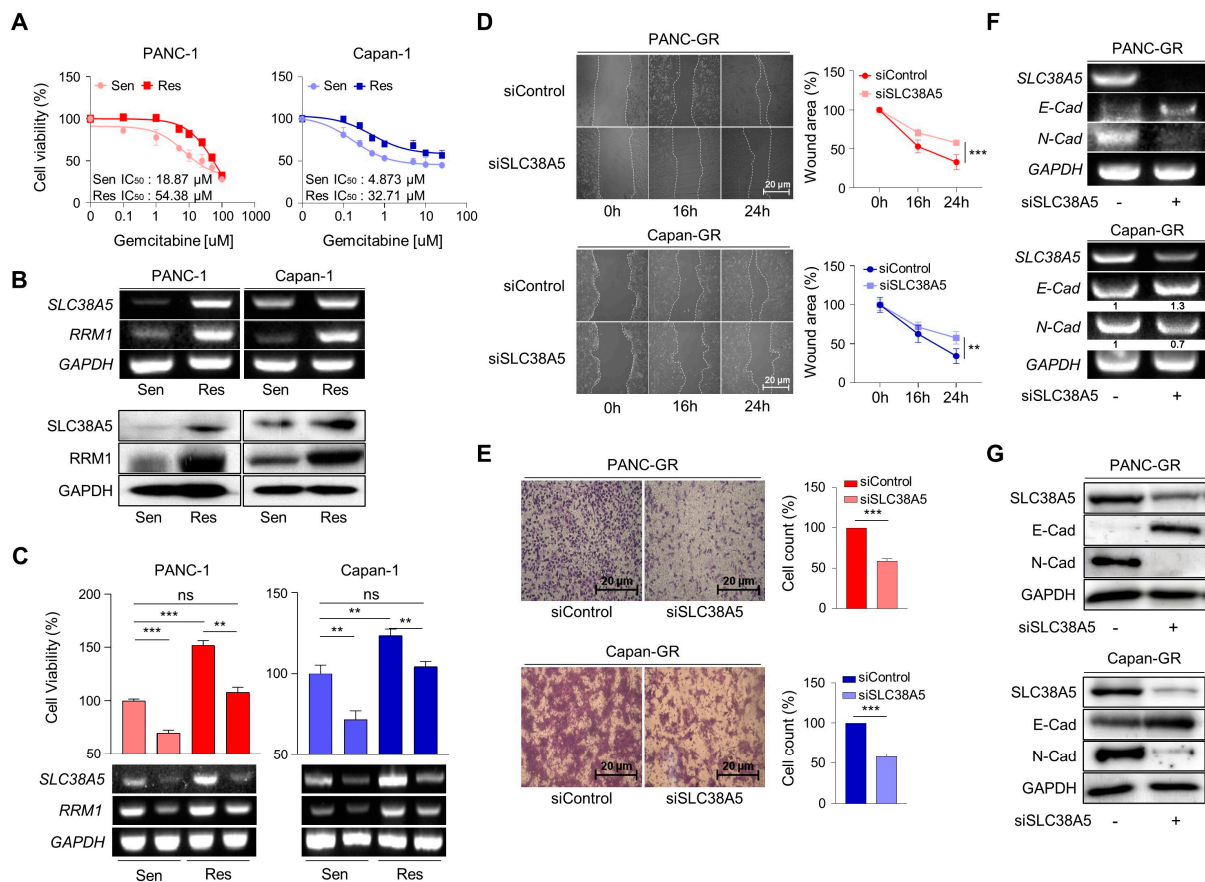 A
PANC-1
Capan-1
Sen Res
Sen Res
Cell viability (%)
150
100
50
0
150
100
50
0
Sen IC50 : 18.87 µM
Res IC50 : 54.38 µM
Sen IC50 : 4.873 µM
Res IC50 : 32.71 µM
0 0.1 1 10 100 1000
0 0.1 1 10 100
Gemcitabine [uM]
Gemcitabine [uM]
B
PANC-1 Capan-1
SLC38A5
RRM1
GAPDH
Sen Res Sen Res
SLC38A5
RRM1
GAPDH
Sen Res Sen Res
C
PANC-1
Capan-1
Cell Viability (%)
200
150
100
50
150
100
50
ns
***
***
**
ns
**
**
**
SLC38A5
RRM1
GAPDH
Sen Res Sen Res
D
PANC-GR
siControl
siSLC38A5
20 µm
0h 16h 24h
siControl
siSLC38A5
Wound area (%)
150
100
50
0
***
0h 16h 24h
Capan-GR
siControl
siSLC38A5
20 µm
0h 16h 24h
siControl
siSLC38A5
Wound area (%)
150
100
50
0
**
0h 16h 24h
E
PANC-GR
20 µm 20 µm
siControl siSLC38A5
siControl
siSLC38A5
Cell count (%)
150
100
50
0
***
Capan-GR
20 µm 20 µm
siControl siSLC38A5
siControl
siSLC38A5
Cell count (%)
150
100
50
0
***
F
PANC-GR
SLC38A5
E-Cad
N-Cad
GAPDH
siSLC38A5 - +
Capan-GR
SLC38A5
E-Cad
1 1.3
N-Cad
1 0.7
GAPDH
siSLC38A5 - +
G
PANC-GR
SLC38A5
E-Cad
N-Cad
GAPDH
siSLC38A5 - +
Capan-GR
SLC38A5
E-Cad
N-Cad
GAPDH
siSLC38A5 - +